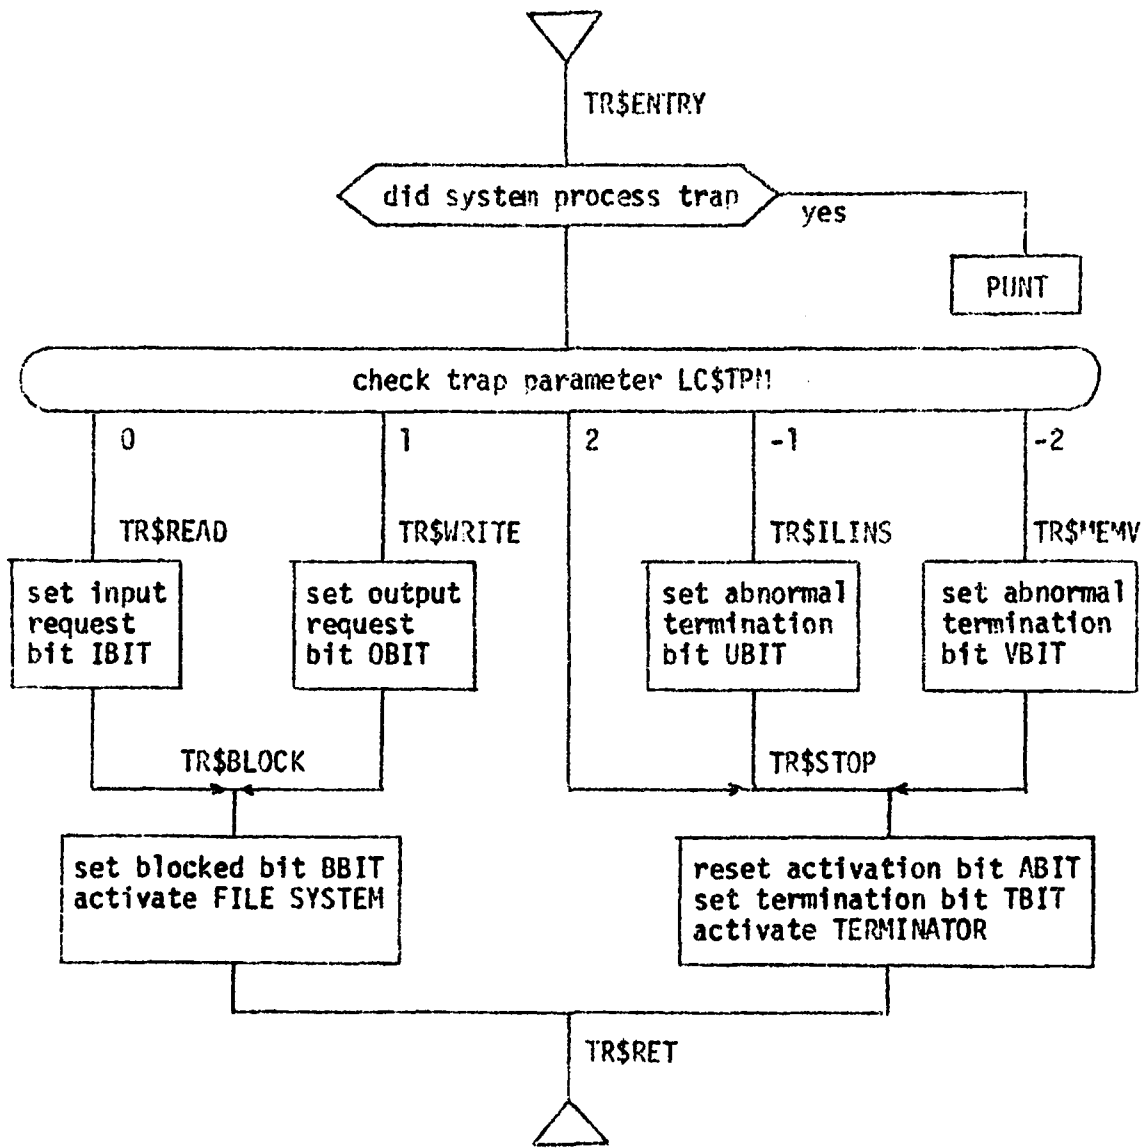 TR$ENTRY
did system process trap
yes
PUNT
check trap parameter LC$TPM
0
1
2
-1
-2
TR$READ
TR$WRITE
TR$ILINS
TR$MEMV
set input
request
bit IBIT
set output
request
bit OBIT
set abnormal
termination
bit UBIT
set abnormal
termination
bit VBIT
TR$BLOCK
TR$STOP
set blocked bit BBIT
activate FILE SYSTEM
reset activation bit ABIT
set termination bit TBIT
activate TERMINATOR
TR$RET